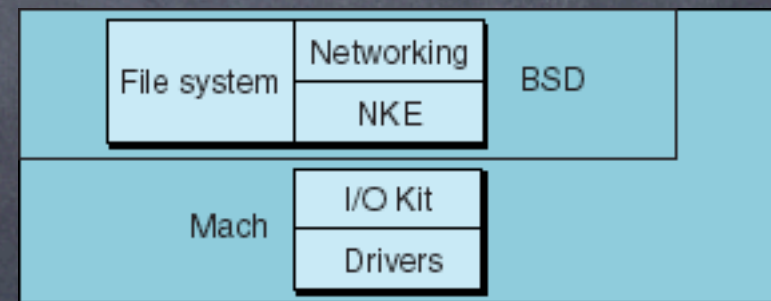 File system
Networking
NKE
BSD
Mach
I/O Kit
Drivers